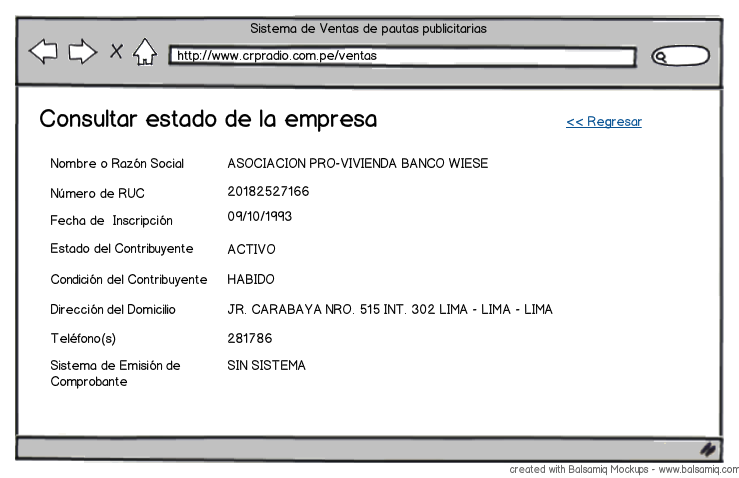 Sistema de Ventas de pautas publicitarias
http://www.crpradio.com.pe/ventas
Consultar estado de la empresa
<< Regresar
Nombre o Razón Social ASOCIACION PRO-VIVIENDA BANCO WIESE
Número de RUC 20182527166
Fecha de Inscripción 09/10/1993
Estado del Contribuyente ACTIVO
Condición del Contribuyente HABIDO
Dirección del Domicilio JR. CARABAYA NRO. 515 INT. 302 LIMA - LIMA - LIMA
Teléfono(s) 281786
Sistema de Emisión de SIN SISTEMA
Comprobante
created with Balsamiq Mockups - www.balsamiq.com